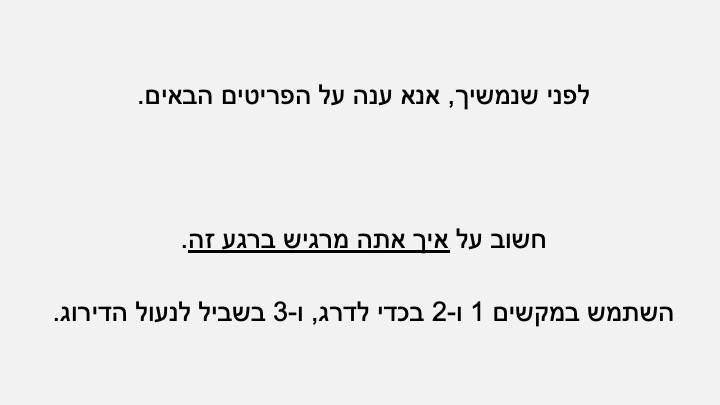 לפני שנמשיך, אנא ענה על הפריטים הבאים.
חשוב על איך אתה מרגיש ברגע זה.
השתמש במקשים 1 ו-2 בכדי לדרג, ו-3 בשביל לנעול הדירוג.